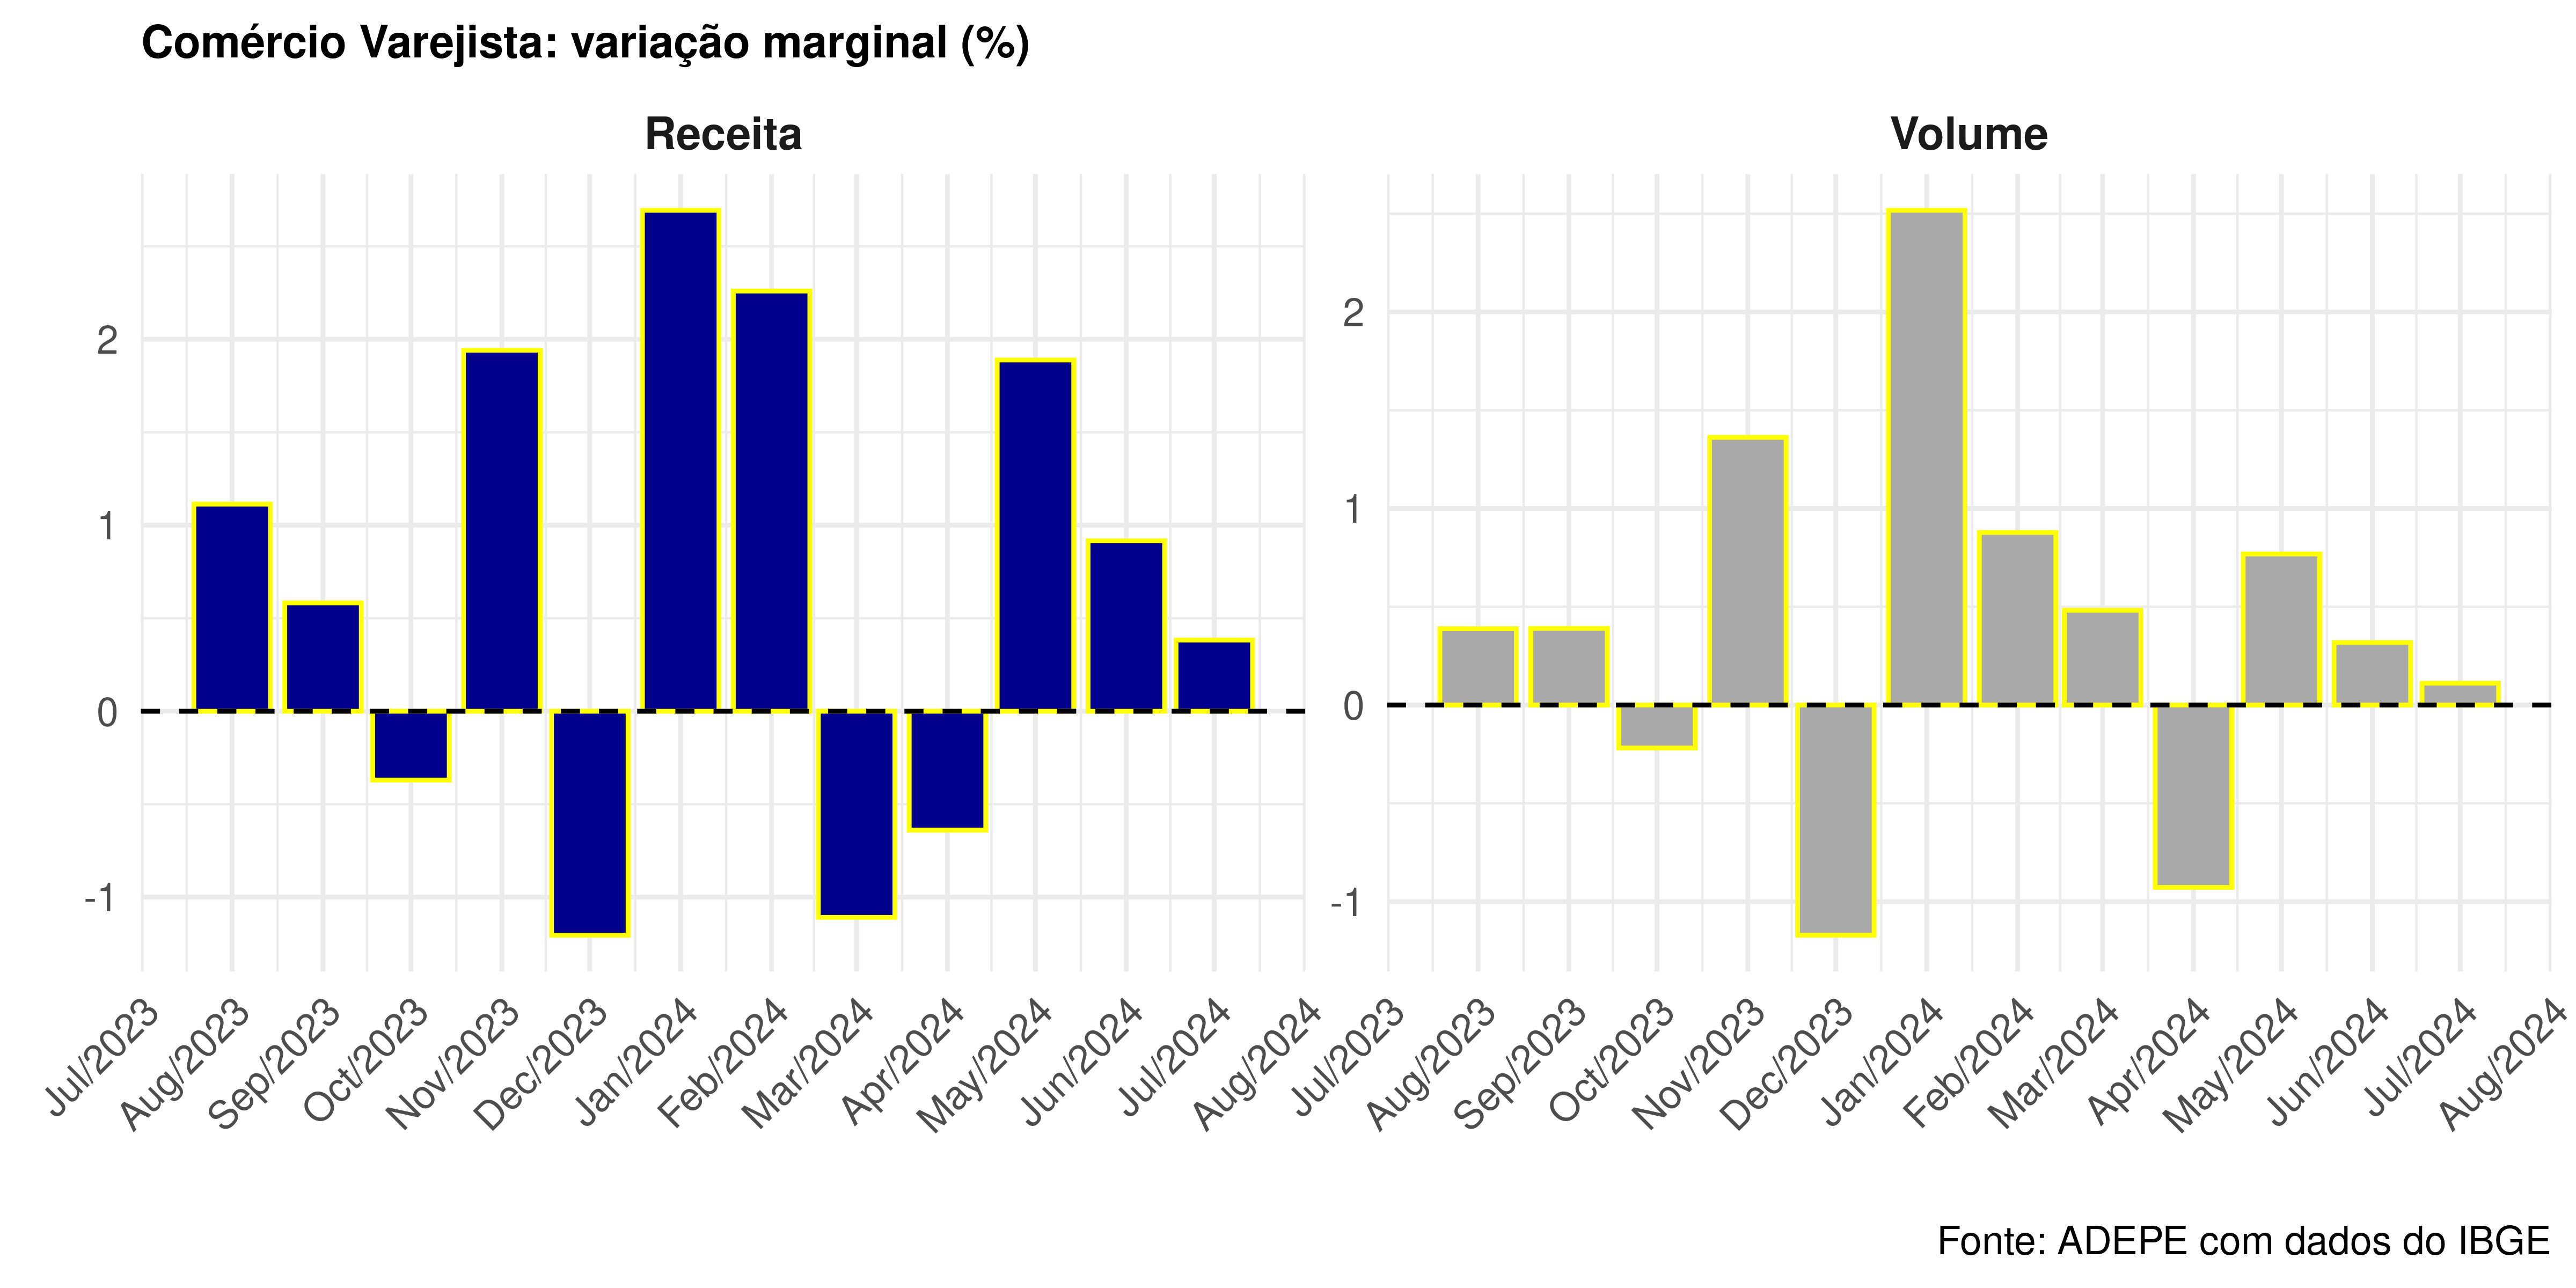 Comércio Varejista: variação marginal (%)
Receita
2
1
0
-1
Jul/2023
Aug/2023
Sep/2023
Oct/2023
Nov/2023
Dec/2023
Jan/2024
Feb/2024
Mar/2024
Apr/2024
May/2024
Jun/2024
Jul/2024
Aug/2024
Volume
2
1
0
-1
Jul/2023
Aug/2023
Sep/2023
Oct/2023
Nov/2023
Dec/2023
Jan/2024
Feb/2024
Mar/2024
Apr/2024
May/2024
Jun/2024
Jul/2024
Aug/2024
Fonte: ADEPE com dados do IBGE